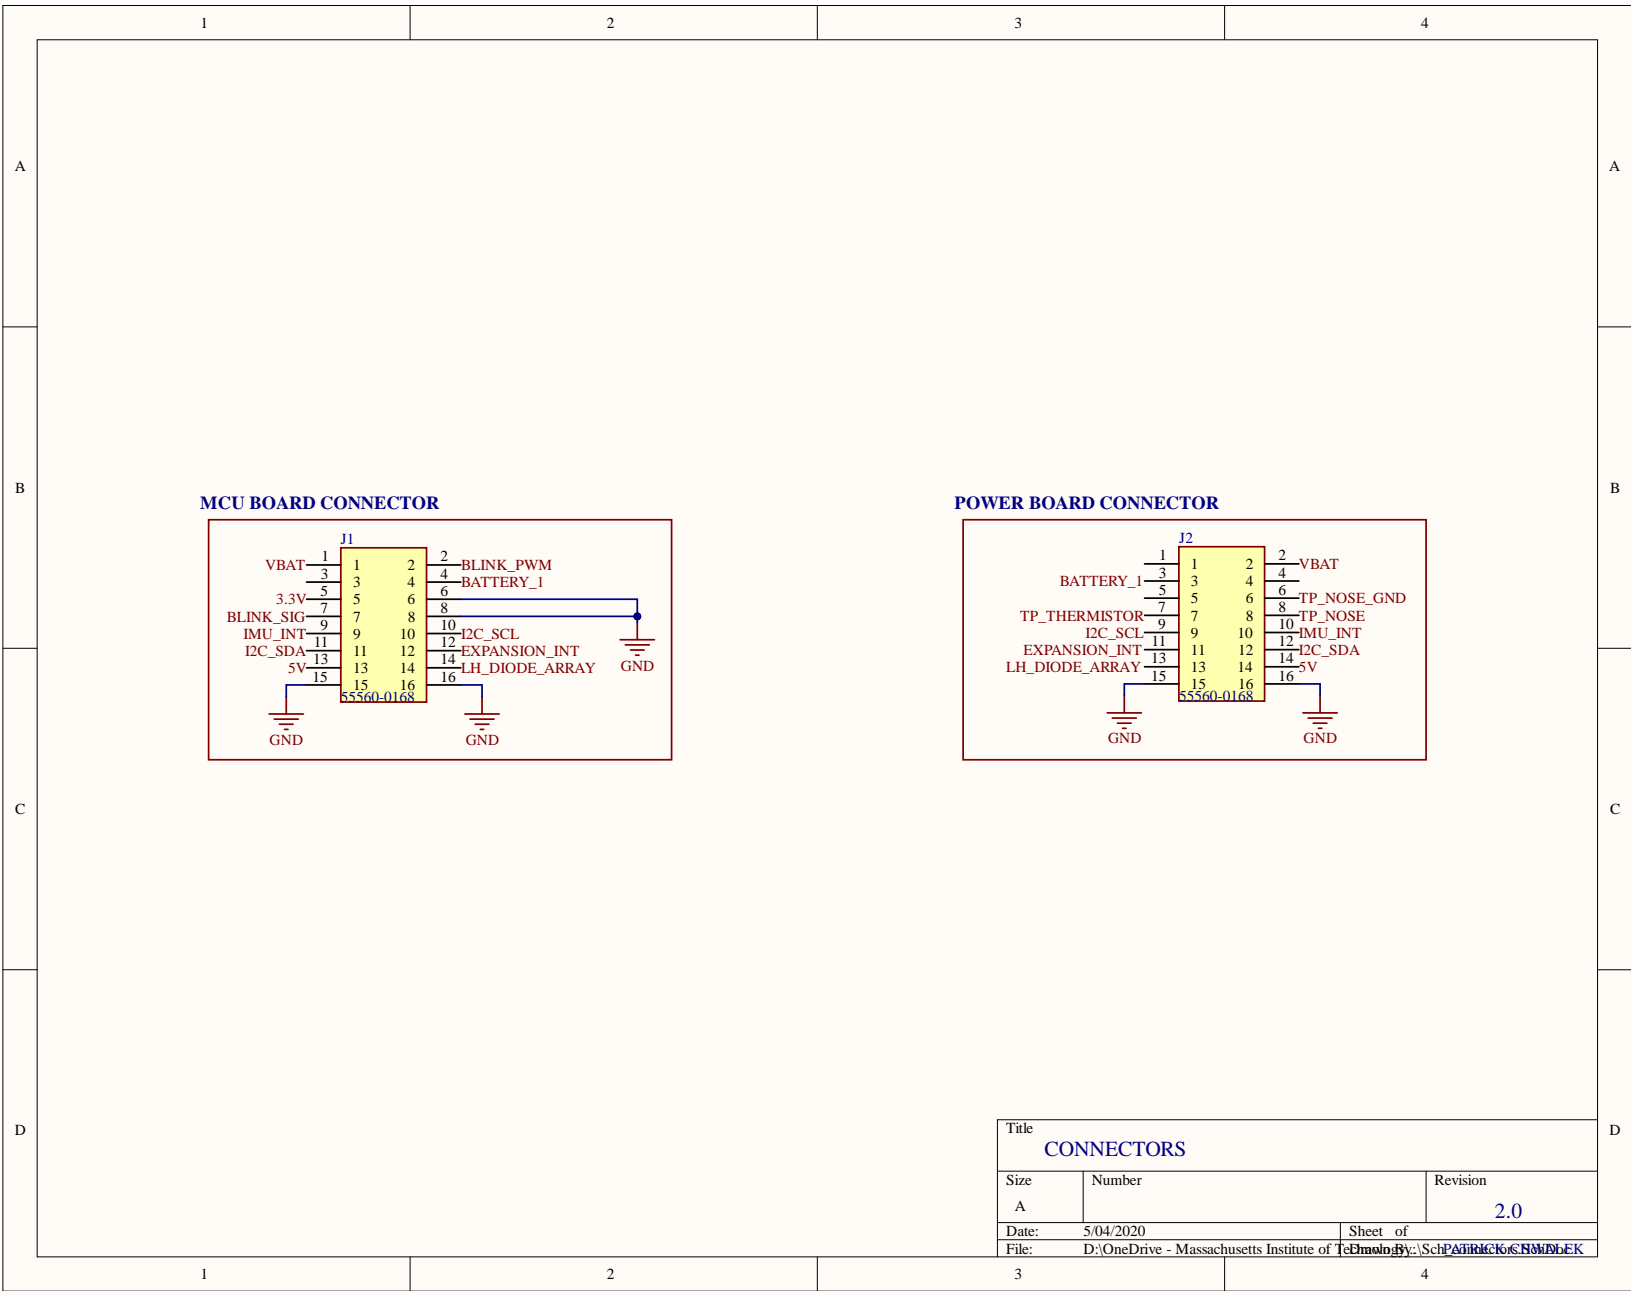 1 2 3 4
A A
B B
C C
D D
MCU BOARD CONNECTOR
J1
VBAT 1 1 2 2 BLINK_PWM
3 3 4 4 BATTERY_1
3.3V 5 5 6 6
BLINK_SIG 7 7 8 8
IMU_INT 9 9 10 10 I2C_SCL
I2C_SDA 11 11 12 12 EXPANSION_INT
5V 13 13 14 14 LH_DIODE_ARRAY
15 15 16 16
55560-0168
GND
GND GND
POWER BOARD CONNECTOR
J2
1 1 2 2 VBAT
BATTERY_1 3 3 4 4
5 5 6 6 TP_NOSE_GND
TP_THERMISTOR 7 7 8 8 TP_NOSE
I2C_SCL 9 9 10 10 IMU_INT
EXPANSION_INT 11 11 12 12 I2C_SDA
LH_DIODE_ARRAY 13 13 14 14 5V
15 15 16 16
55560-0168
GND GND
Title
CONNECTORS
Size Number Revision
A 2.0
Date: 5/04/2020 Sheet of
File: D:\OneDrive - Massachusetts Institute of
1 2 3 4